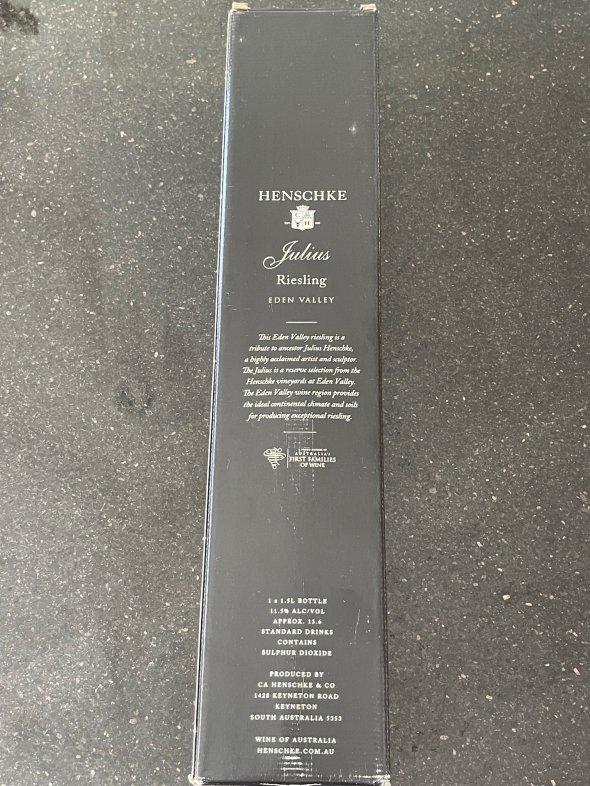 HENSCHKE
Julius
Riesling
EDEN VALLEY
This Eden Valley riesling is a
tribute to ancestor Julius Henschke,
a highly acclaimed artist and sculptor.
The Julius is a reserve selection from the
Henschke vineyards at Eden Valley.
The Eden Valley wine region provides
the ideal continental climate and soils
for producing exceptional riesling.
AUSTRALIA'S
FIRST FAMILIES
OF WINE
1 x 1.5L BOTTLE
11.5% ALC/VOL
APPROX. 13.6
STANDARD DRINKS
CONTAINS
SULPHUR DIOXIDE
PRODUCED BY
CA HENSCHKE & CO
1428 KEYNETON ROAD
KEYNETON
SOUTH AUSTRALIA 5353
WINE OF AUSTRALIA
HENSCHKE.COM.AU